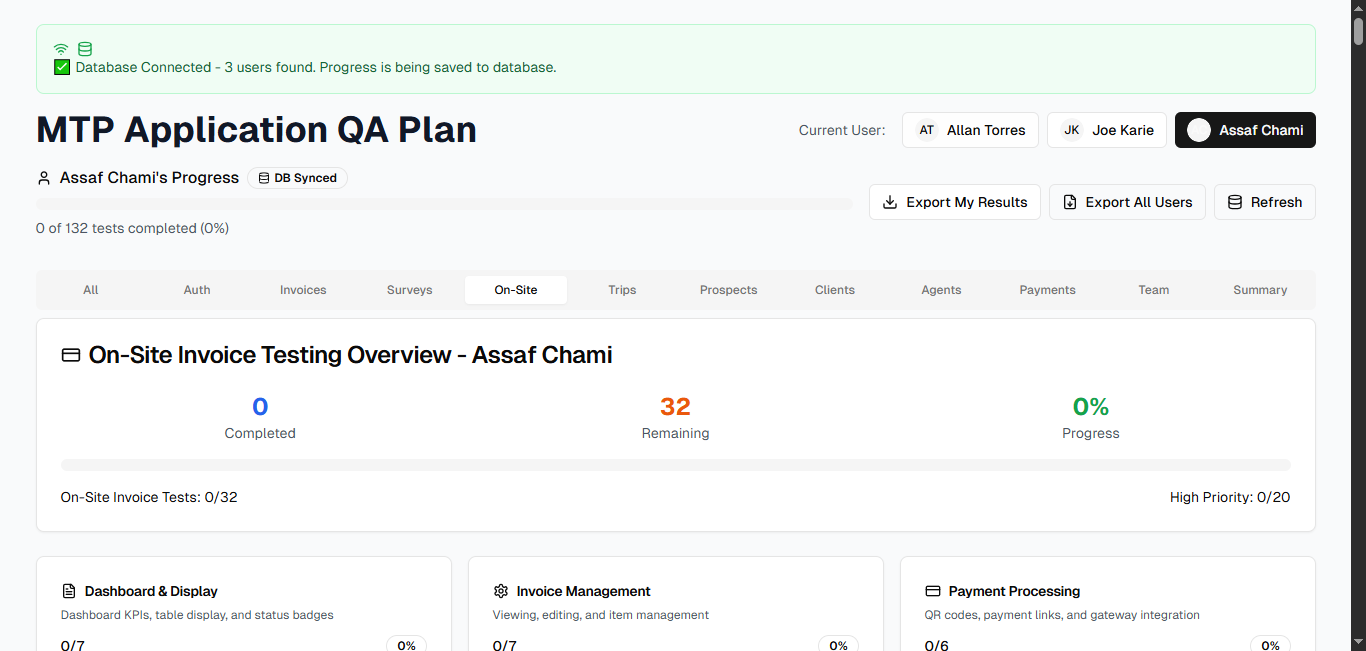 Database Connected - 3 users found. Progress is being saved to database.
MTP Application QA Plan
Current User:
AT Allan Torres
JK Joe Karie
Assaf Chami
Assaf Chami's Progress
DB Synced
0 of 132 tests completed (0%)
Export My Results
Export All Users
Refresh
All
Auth
Invoices
Surveys
On-Site
Trips
Prospects
Clients
Agents
Payments
Team
Summary
On-Site Invoice Testing Overview - Assaf Chami
0
Completed
32
Remaining
0%
Progress
On-Site Invoice Tests: 0/32
High Priority: 0/20
Dashboard & Display
Dashboard KPIs, table display, and status badges
0/7
0%
Invoice Management
Viewing, editing, and item management
0/7
0%
Payment Processing
QR codes, payment links, and gateway integration
0/6
0%